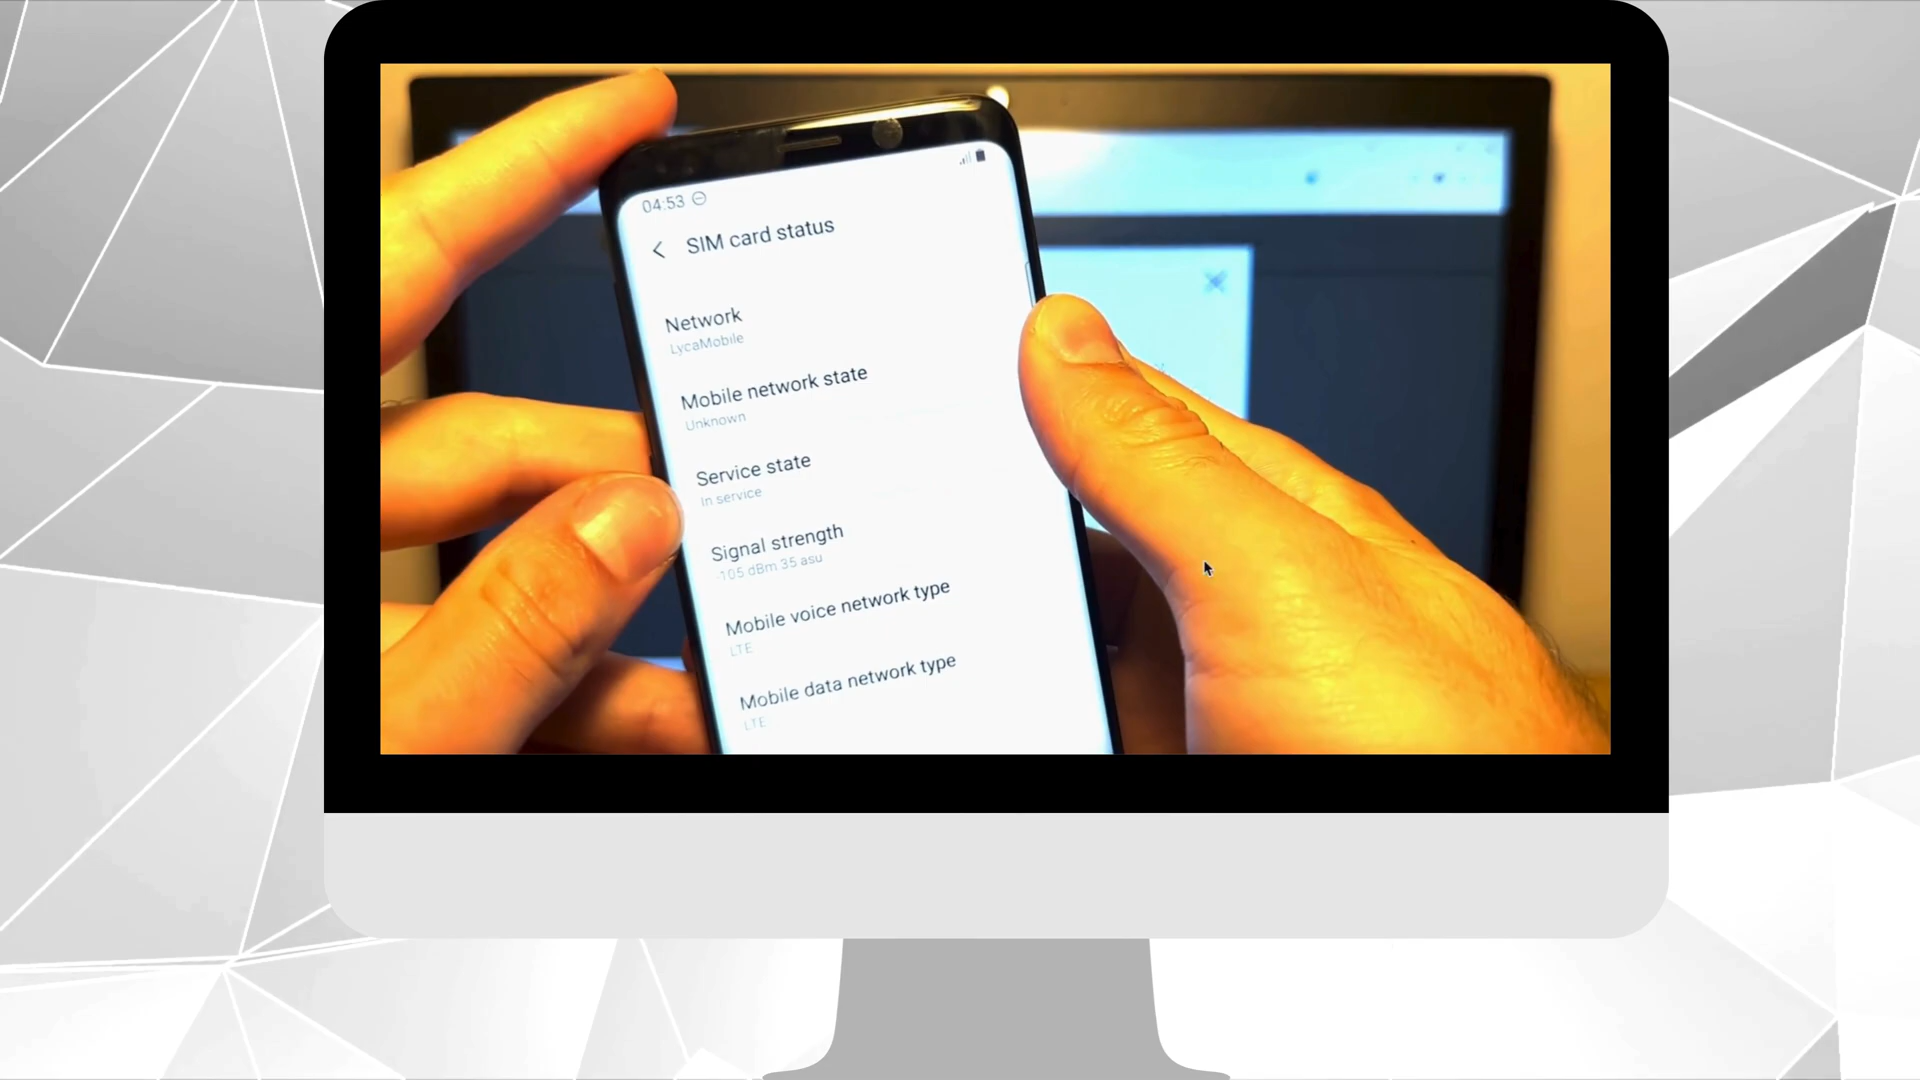 04:53
SIM card status
Network
LycaMobile
Mobile network state
Unknown
Service state
In service
Signal strength
-105 dBm 35 asu
Mobile voice network type
LTE
Mobile data network type
LTE